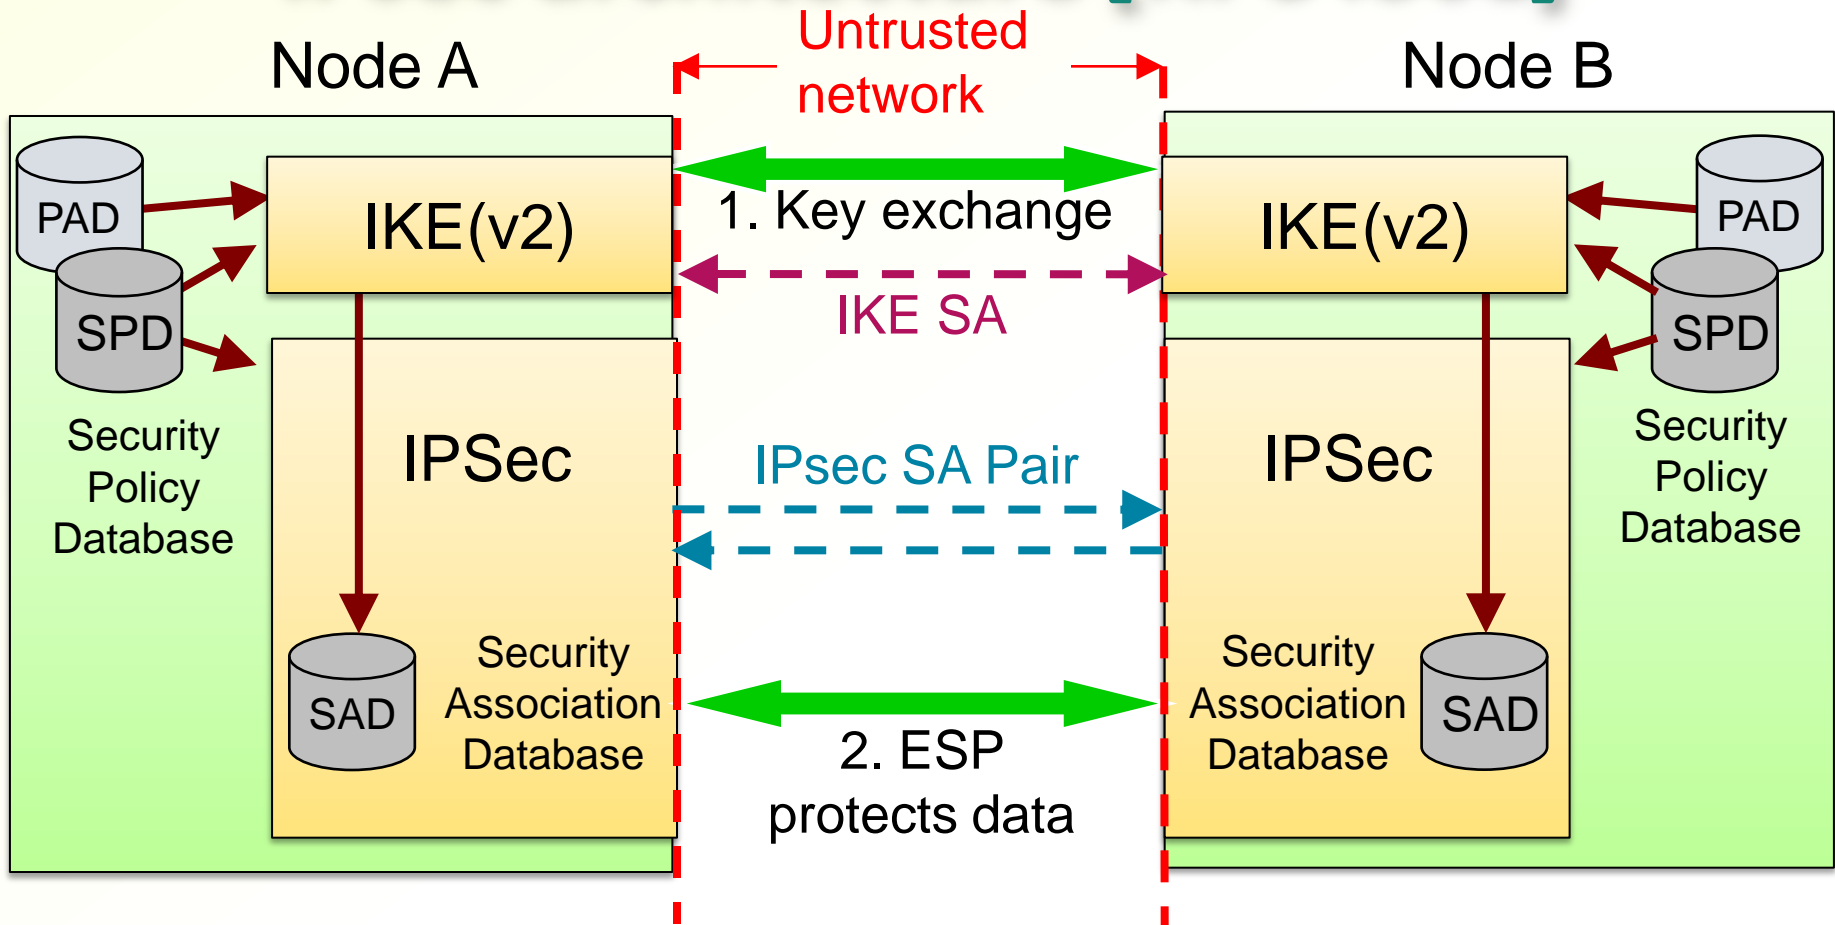 Node A
Untrusted
network
Node B
PAD
SPD
Security
Policy
Database
IKE(v2)
IPSec
SAD
Security
Association
Database
1. Key exchange
IKE SA
IPsec SA Pair
2. ESP
protects data
IKE(v2)
IPSec
Security
Association
Database
SAD
PAD
SPD
Security
Policy
Database